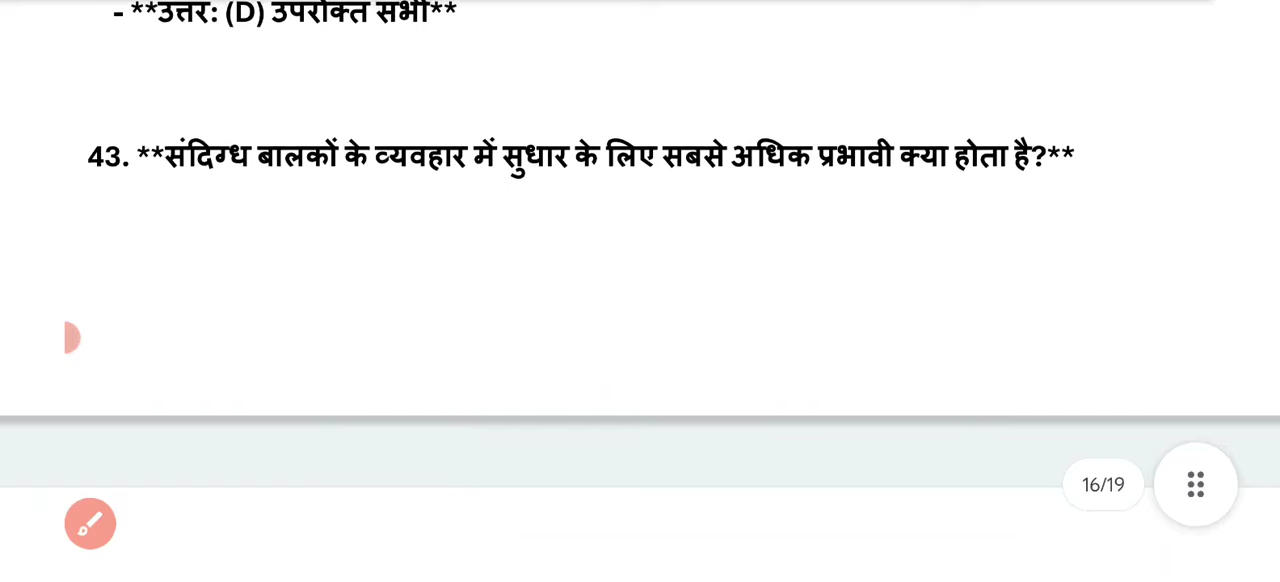 - **उत्तर: (D) उपरोक्त सभी**
43. **संदिग्ध बालकों के व्यवहार में सुधार के लिए सबसे अधिक प्रभावी क्या होता है?**
16/19